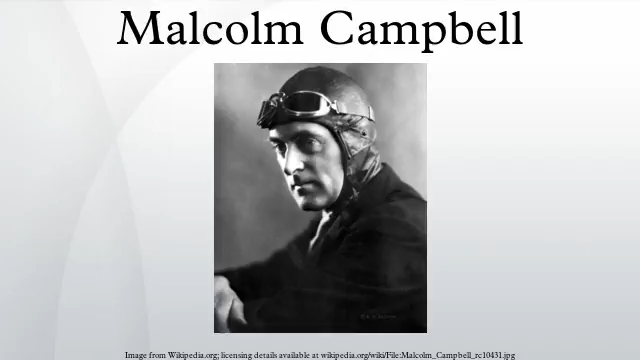 Malcolm Campbell
Image from Wikipedia.org; licensing details available at wikipedia.org/wiki/File:Malcolm_Campbell_rc10431.jpg